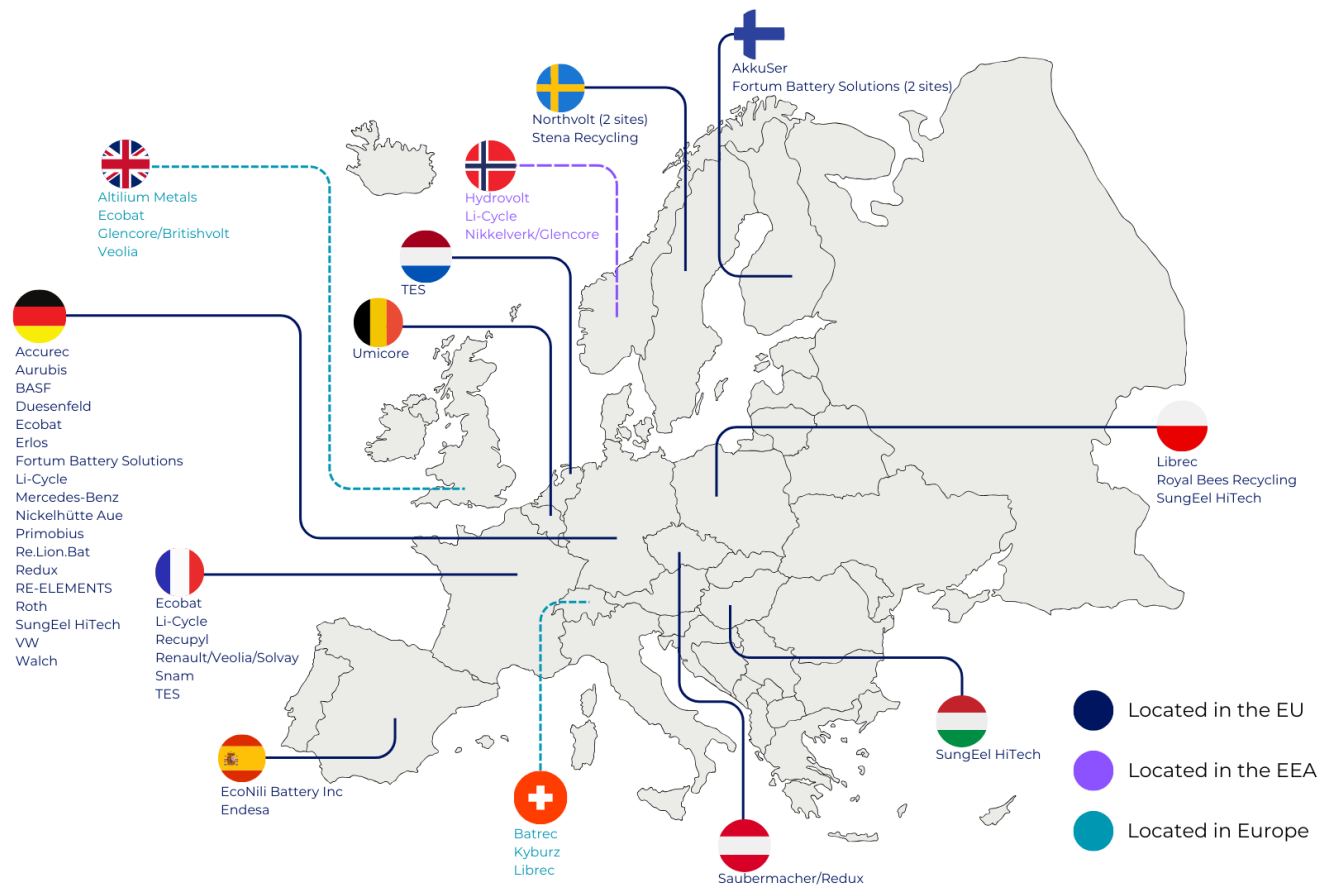 AkkuSer
Fortum Battery Solutions (2 sites)
Northvolt (2 sites)
Stena Recycling
Altilium Metals
Ecobat
Glencore/Britishvolt
Veolia
Hydrovolt
Li-Cycle
Nikkelverk/Glencore
TES
Umicore
Accurec
Aurubis
BASF
Duesenfeld
Ecobat
Erlos
Fortum Battery Solutions
Li-Cycle
Mercedes-Benz
Nickelhütte Aue
Primobius
Re.Lion.Bat
Redux
RE-ELEMENTS
Roth
SungEel HiTech
VW
Walch
Librec
Royal Bees Recycling
SungEel HiTech
Ecobat
Li-Cycle
Recupyl
Renault/Veolia/Solvay
Snam
TES
EcoNili Battery Inc
Endesa
Batrec
Kyburz
Librec
Saubermacher/Redux
SungEel HiTech
Located in the EU
Located in the EEA
Located in Europe